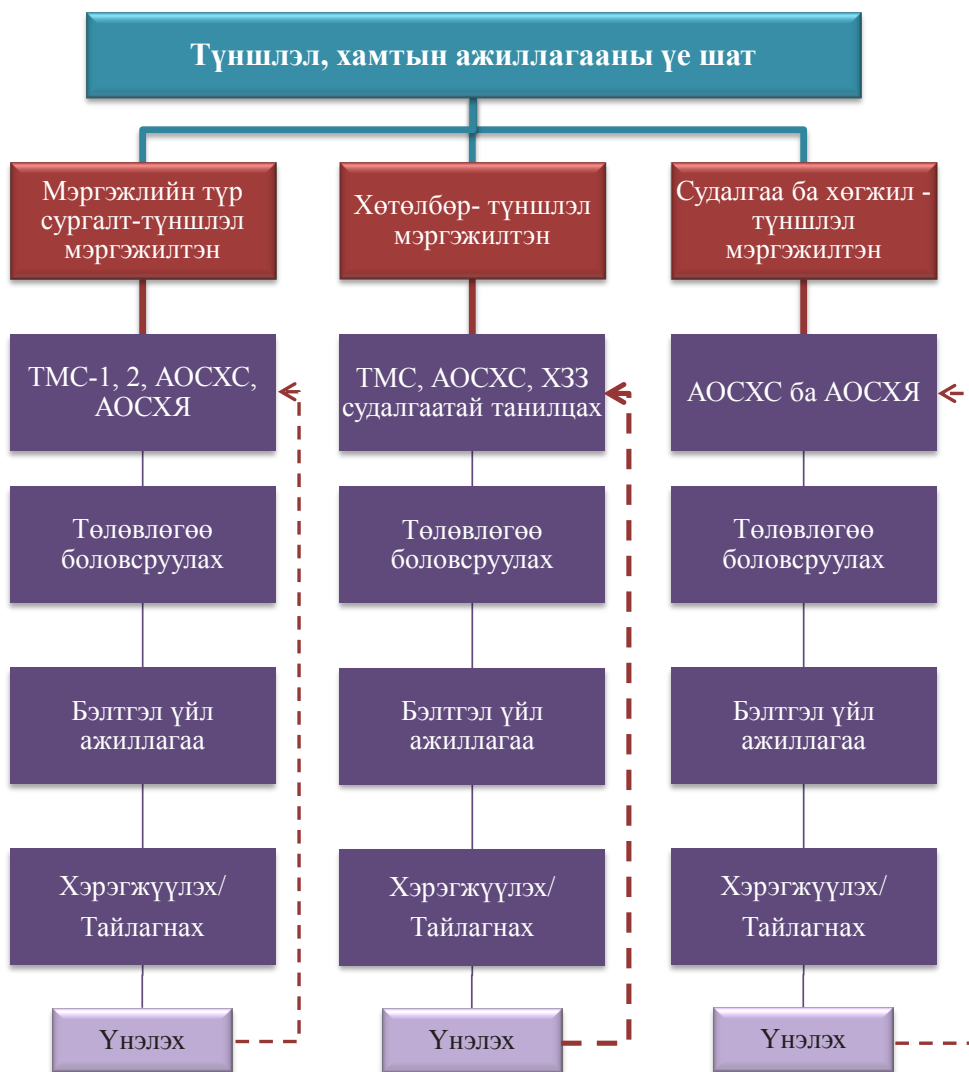 Түншлэл, хамтын ажиллагааны үе шат
Мэргэжлийн түр
сургалт-түншлэл
мэргэжилтэн
ТМС-1, 2, АОСХС,
АОСХЯ
Төлөвлөгөө
боловсруулах
Бэлтгэл үйл
ажиллагаа
Хэрэгжүүлэх/
Тайлагнах
Үнэлэх
Хөтөлбөр- түншлэл
мэргэжилтэн
ТМС, АОСХС, ХЗЗ
судалгаатай танилцах
Төлөвлөгөө
боловсруулах
Бэлтгэл үйл
ажиллагаа
Хэрэгжүүлэх/
Тайлагнах
Үнэлэх
Судалгаа ба хөгжил -
түншлэл
мэргэжилтэн
АОСХС ба АОСХЯ
Төлөвлөгөө
боловсруулах
Бэлтгэл үйл
ажиллагаа
Хэрэгжүүлэх/
Тайлагнах
Үнэлэх